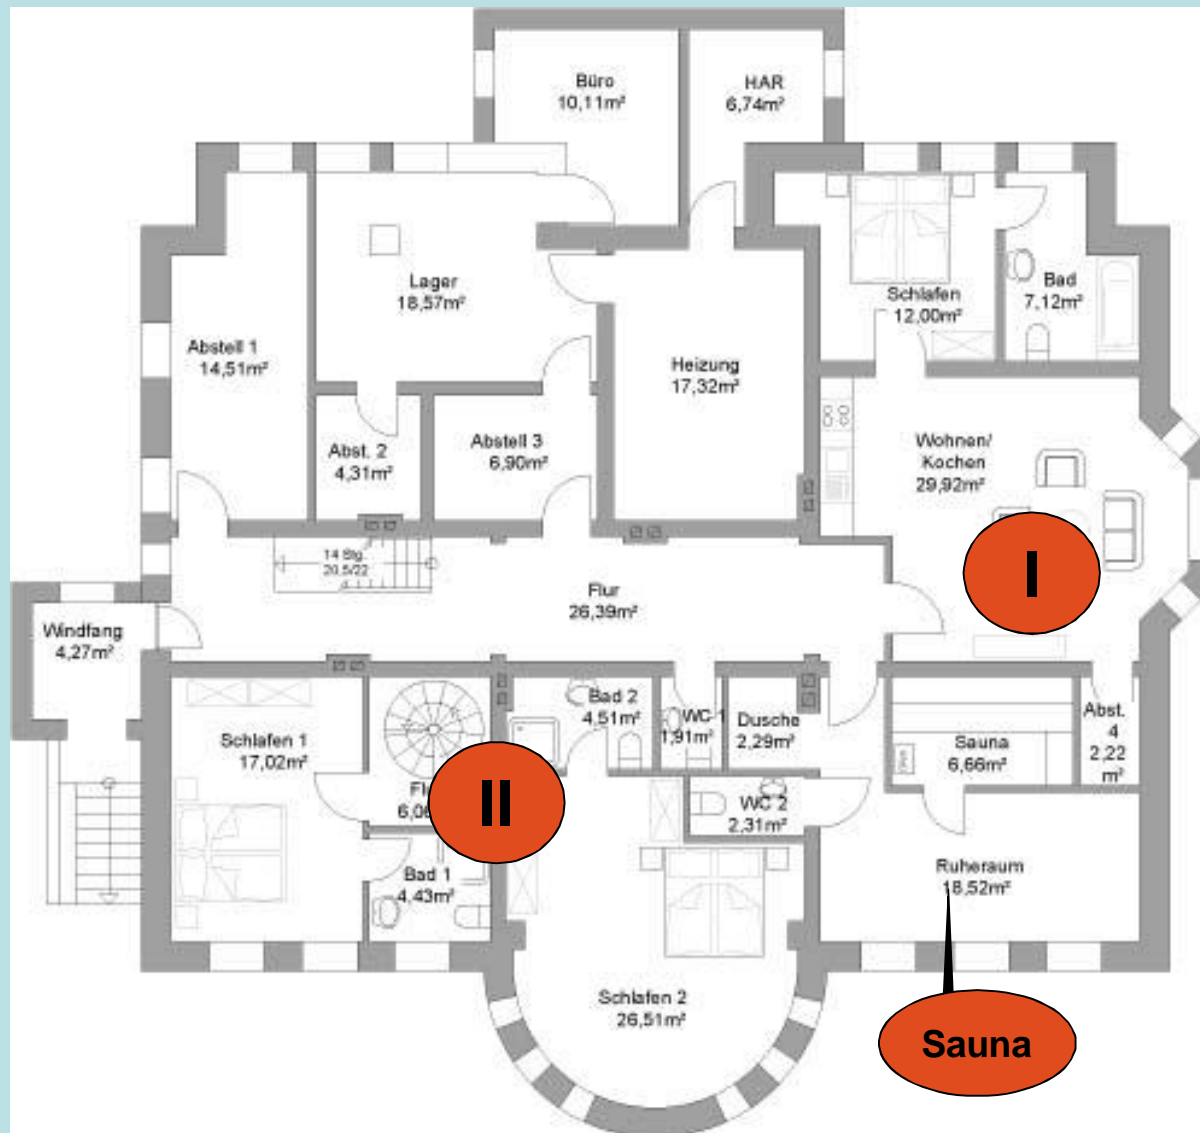 Büro
10,11m²
HAR
6,74m²
Lager
18,57m²
Schlafen
12,00m²
Bad
7,12m²
Abstell 1
14,51m²
Heizung
17,32m²
Abst. 2
4,31m²
Abstell 3
6,90m²
Wohnen/
Kochen
29,92m²
I
14 Stg.
20,5/22
Flur
26,39m²
Windfang
4,27m²
Schlafen 1
17,02m²
Bad 2
4,51m²
WC 1
1,91m²
Dusche
2,29m²
Sauna
6,66m²
Abst.
4
2,22
m²
II
WC 2
2,31m²
Bad 1
4,43m²
Ruheraum
18,52m²
Schlafen 2
26,51m²
Sauna